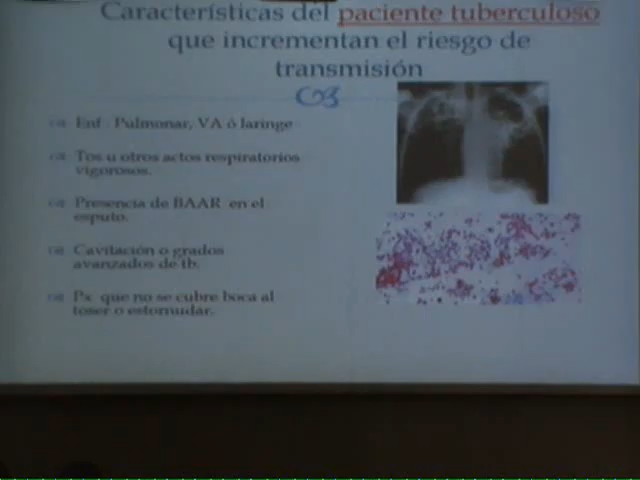 Características del paciente tuberculoso
que incrementan el riesgo de
transmisión
Enf . Pulmonar, VA ó laringe
Tos u otros actos respiratorios
vigorosos.
Presencia de BAAR en el
esputo.
Cavitación o grados
avanzados de tb.
Px que no se cubre boca al
toser o estornudar.